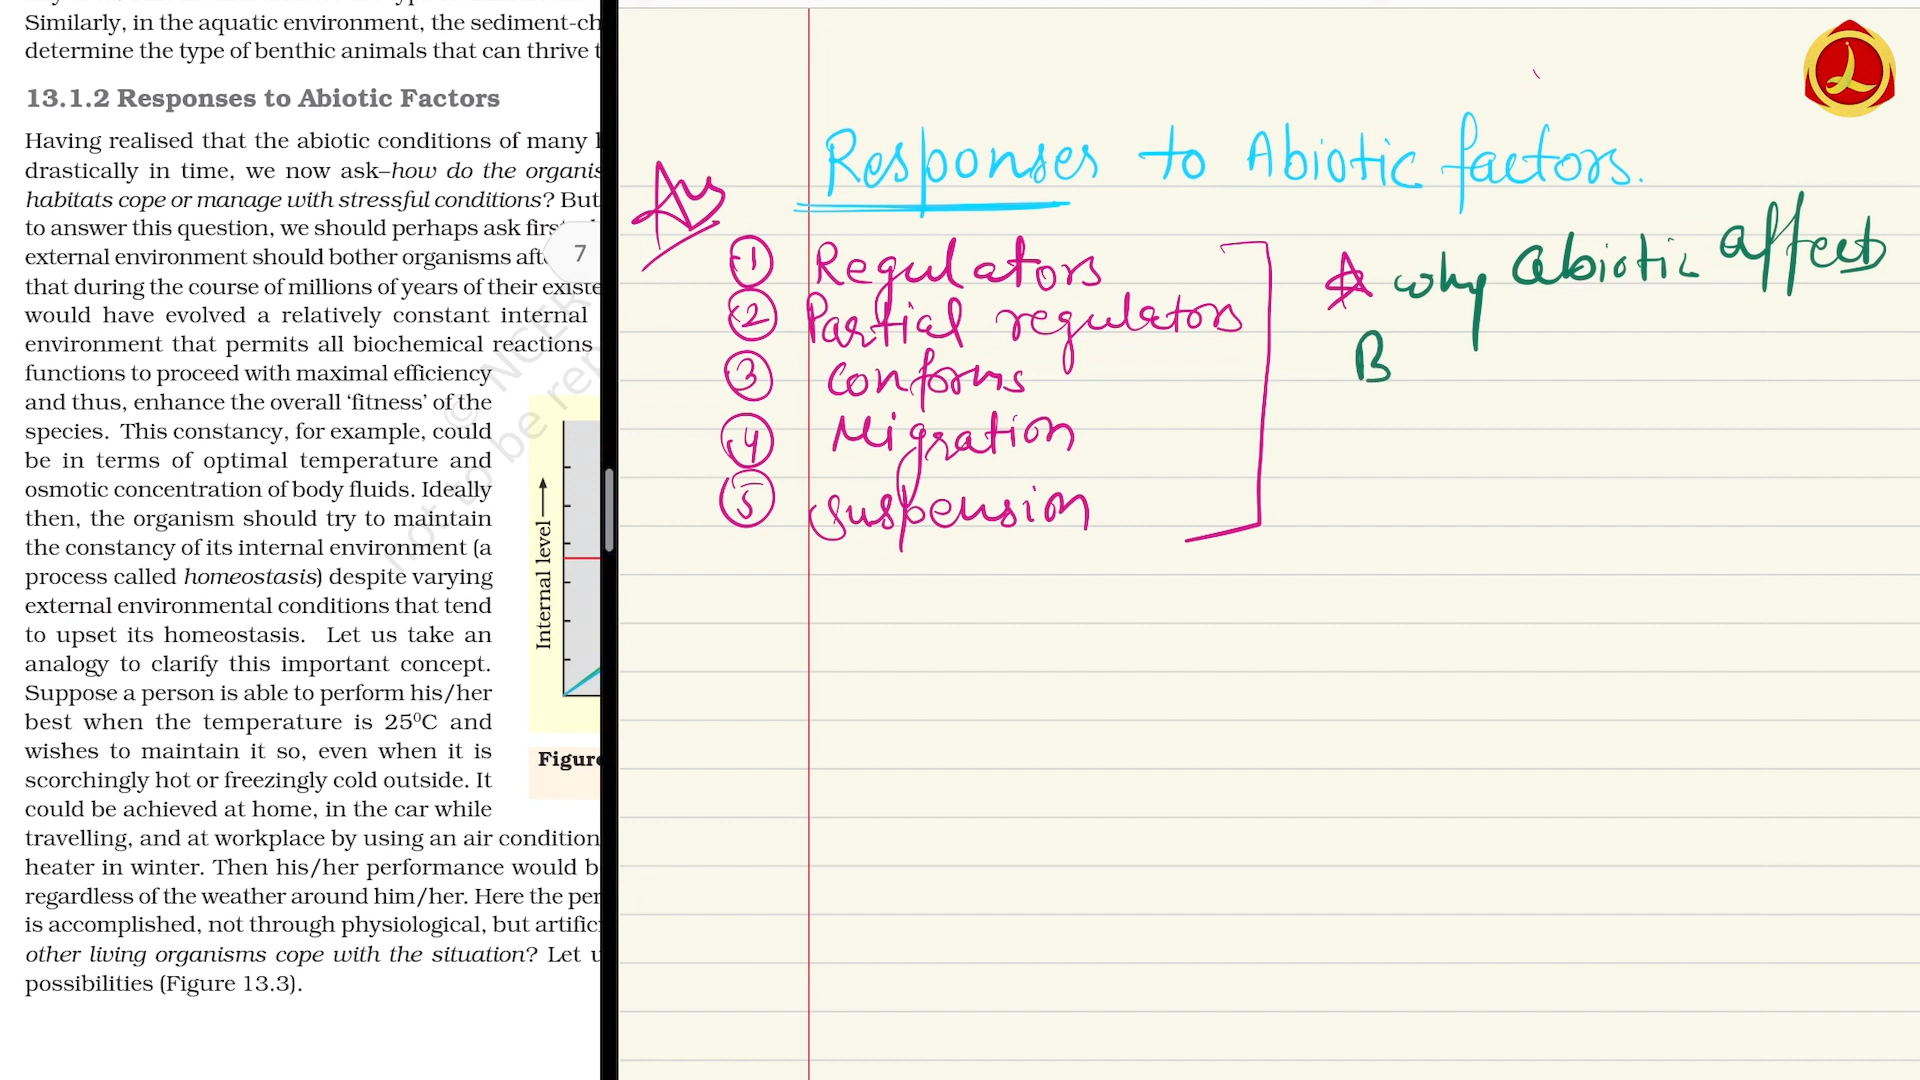 Similarly, in the aquatic environment, the sediment-ch
determine the type of benthic animals that can thrive t
13.1.2 Responses to Abiotic Factors
Having realised that the abiotic conditions of many
drastically in time, we now ask–how do the organis
habitats cope or manage with stressful conditions? But
to answer this question, we should perhaps ask firs
external environment should bother organisms aft
that during the course of millions of years of their existe
would have evolved a relatively constant internal
environment that permits all biochemical reactions
functions to proceed with maximal efficiency
and thus, enhance the overall ‘fitness’ of the
species. This constancy, for example, could
be in terms of optimal temperature and
osmotic concentration of body fluids. Ideally
then, the organism should try to maintain
the constancy of its internal environment (a
process called homeostasis) despite varying
external environmental conditions that tend
to upset its homeostasis. Let us take an
analogy to clarify this important concept.
Suppose a person is able to perform his/her
best when the temperature is 25⁰C and
wishes to maintain it so, even when it is
scorchingly hot or freezingly cold outside. It
could be achieved at home, in the car while
travelling, and at workplace by using an air condition
heater in winter. Then his/her performance would b
regardless of the weather around him/her. Here the per
is accomplished, not through physiological, but artific
other living organisms cope with the situation? Let u
possibilities (Figure 13.3).
7
Internal level
Figure
© NCER
not to be rep
Responses to Abiotic factors.
① Regulators
② Partial regulators
③ conforms
④ Migration
⑤ suspension
why abiotic affect
B